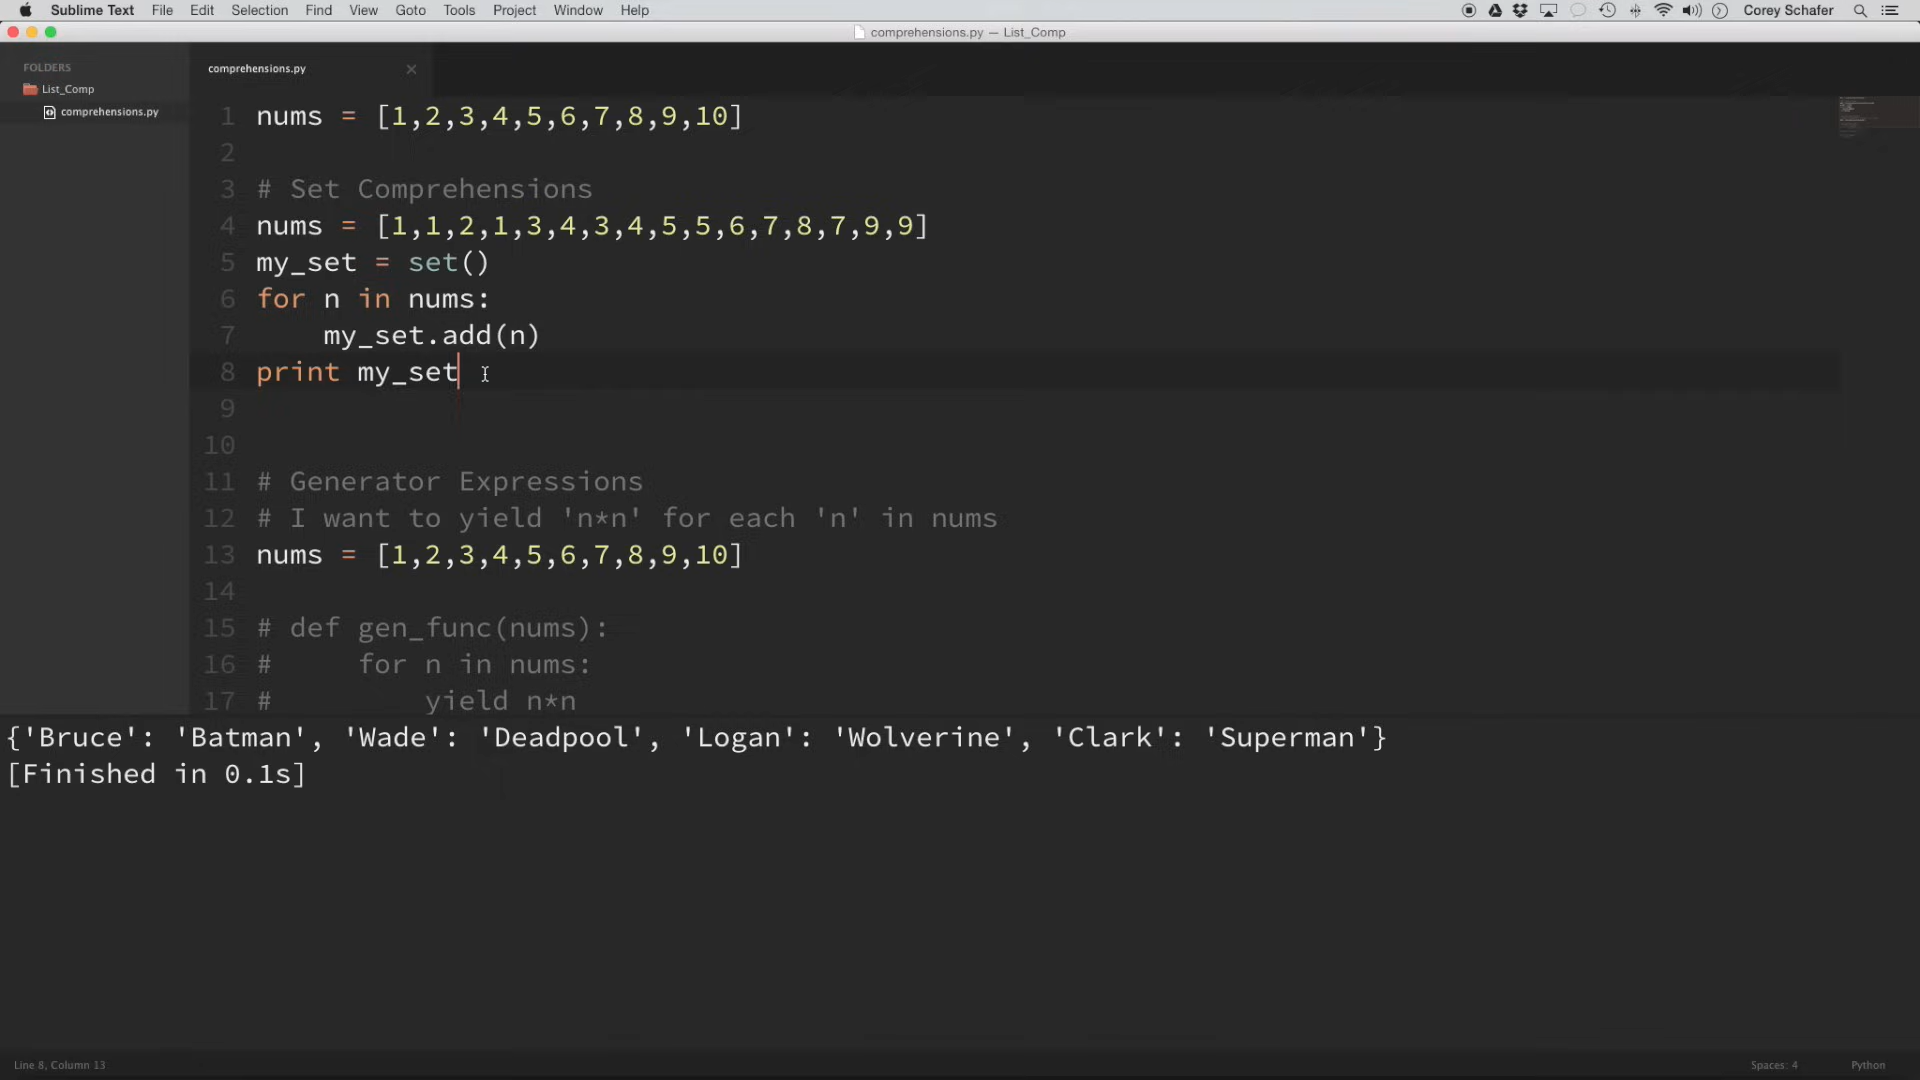 Sublime Text File Edit Selection Find View Goto Tools Project Window Help Corey Schafer
comprehensions.py — List_Comp
FOLDERS
List_Comp
comprehensions.py
comprehensions.py
1 nums = [1,2,3,4,5,6,7,8,9,10]
2
3 # Set Comprehensions
4 nums = [1,1,2,1,3,4,3,4,5,5,6,7,8,7,9,9]
5 my_set = set()
6 for n in nums:
7 my_set.add(n)
8 print my_set
9
10
11 # Generator Expressions
12 # I want to yield 'n*n' for each 'n' in nums
13 nums = [1,2,3,4,5,6,7,8,9,10]
14
15 # def gen_func(nums):
16 # for n in nums:
17 # yield n*n
{'Bruce': 'Batman', 'Wade': 'Deadpool', 'Logan': 'Wolverine', 'Clark': 'Superman'}
[Finished in 0.1s]
Line 8, Column 13 Spaces: 4 Python